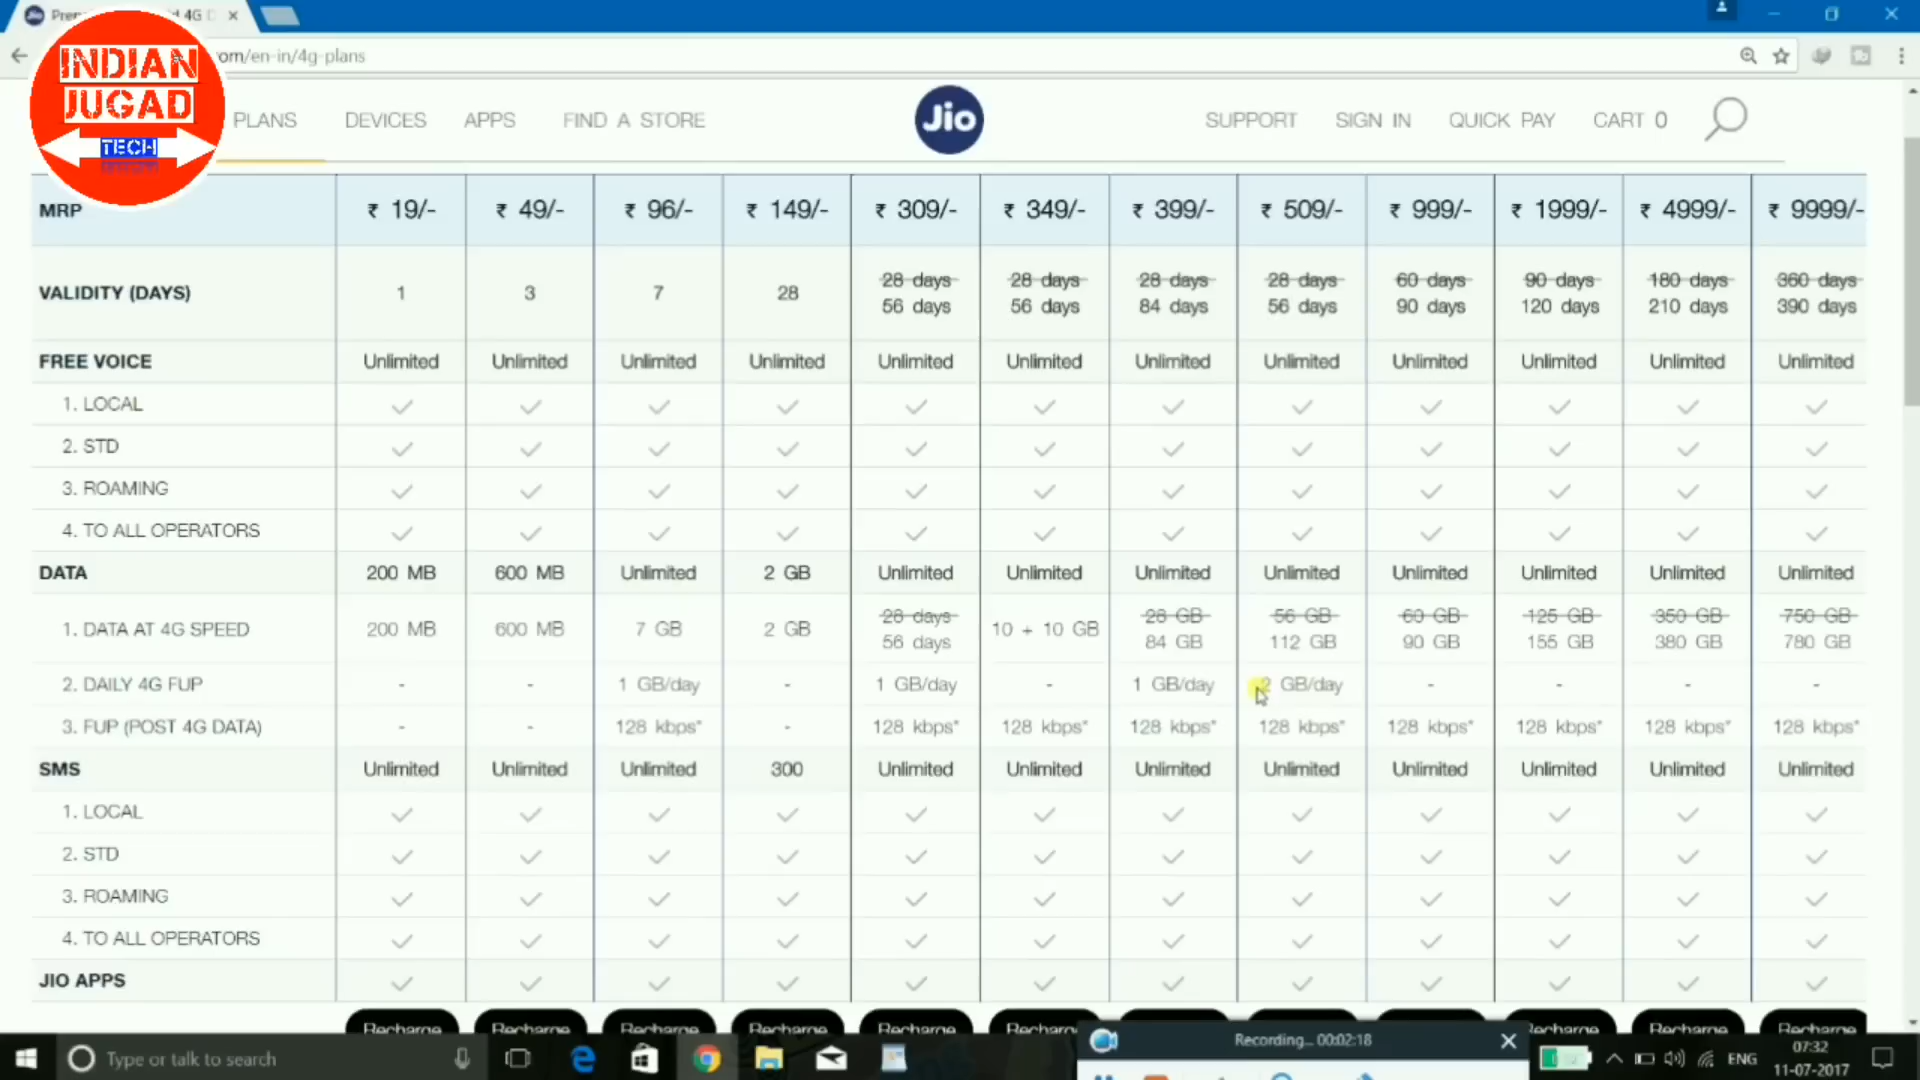 Jio
INDIAN
JUGAD
TECH
om/en-in/4g-plans
PLANS DEVICES APPS FIND A STORE Jio SUPPORT SIGN IN QUICK PAY CART 0
MRP ₹ 19/- ₹ 49/- ₹ 96/- ₹ 149/- ₹ 309/- ₹ 349/- ₹ 399/- ₹ 509/- ₹ 999/- ₹ 1999/- ₹ 4999/- ₹ 9999/-
28 days 28 days 28 days 28 days 60 days 90 days 180 days 360 days
VALIDITY (DAYS) 1 3 7 28
56 days 56 days 84 days 56 days 90 days 120 days 210 days 390 days
FREE VOICE Unlimited Unlimited Unlimited Unlimited Unlimited Unlimited Unlimited Unlimited Unlimited Unlimited Unlimited Unlimited
1. LOCAL
2. STD
3. ROAMING
4. TO ALL OPERATORS
DATA 200 MB 600 MB Unlimited 2 GB Unlimited Unlimited Unlimited Unlimited Unlimited Unlimited Unlimited Unlimited
28 days 28 GB 56 GB 60 GB 125 GB 350 GB 750 GB
1. DATA AT 4G SPEED 200 MB 600 MB 7 GB 2 GB 10 + 10 GB
56 days 84 GB 112 GB 90 GB 155 GB 380 GB 780 GB
2. DAILY 4G FUP - - 1 GB/day - 1 GB/day - 1 GB/day 2 GB/day - - - -
3. FUP (POST 4G DATA) - - 128 kbps* - 128 kbps* 128 kbps* 128 kbps* 128 kbps* 128 kbps* 128 kbps* 128 kbps* 128 kbps*
SMS Unlimited Unlimited Unlimited 300 Unlimited Unlimited Unlimited Unlimited Unlimited Unlimited Unlimited Unlimited
1. LOCAL
2. STD
3. ROAMING
4. TO ALL OPERATORS
JIO APPS
Recharge Recharge Recharge Recharge Recharge Recharge Recharge Recharge
Recording... 00:02:18
Type or talk to search
ENG
07:32
11-07-2017